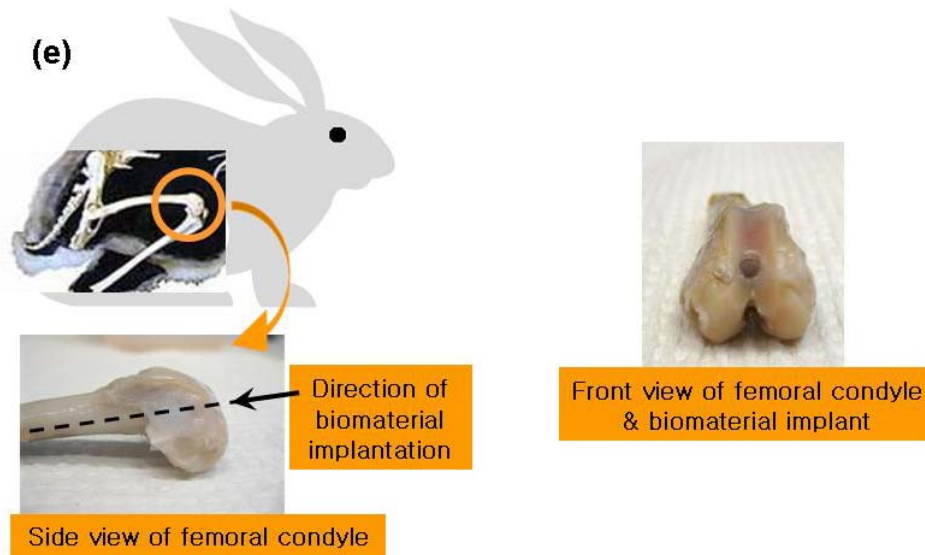 (e)
Direction of
biomaterial
implantation
Side view of femoral condyle
Front view of femoral condyle
& biomaterial implant